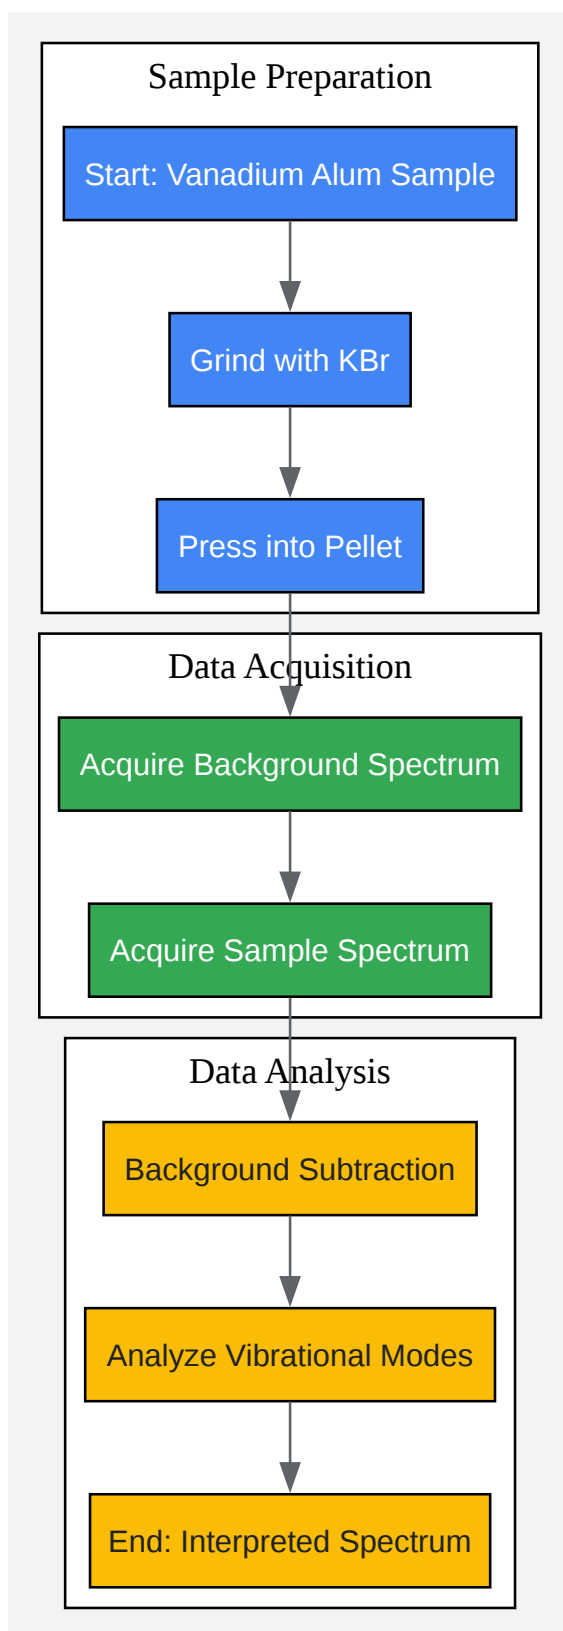 Sample Preparation
Start: Vanadium Alum Sample
Grind with KBr
Press into Pellet
Data Acquisition
Acquire Background Spectrum
Acquire Sample Spectrum
Data Analysis
Background Subtraction
Analyze Vibrational Modes
End: Interpreted Spectrum